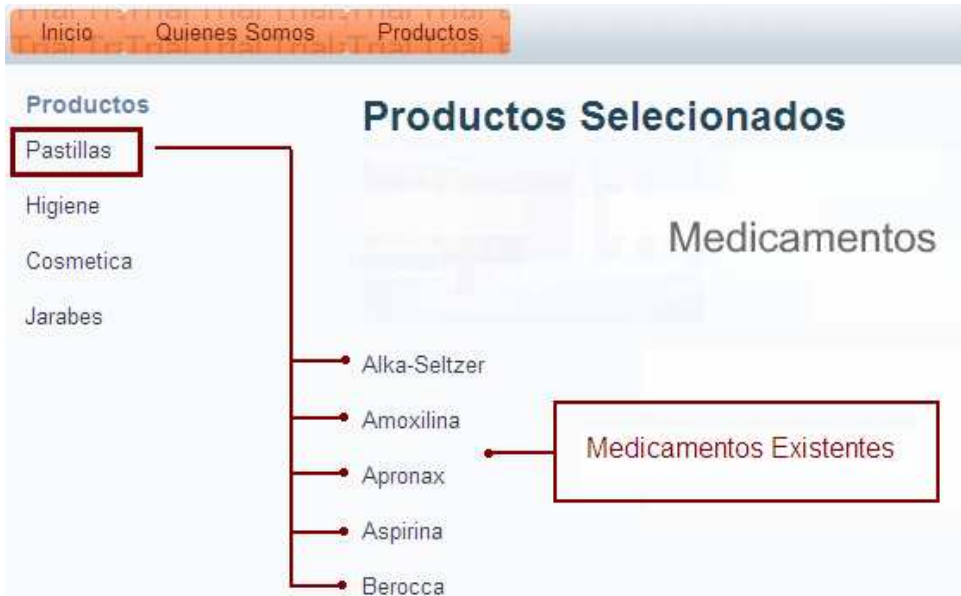 Inicio Quienes Somos Productos
Productos
Pastillas
Higiene
Cosmetica
Jarabes
Productos Selecionados
Medicamentos
Alka-Seltzer
Amoxilina
Apronax
Aspirina
Berocca
Medicamentos Existentes